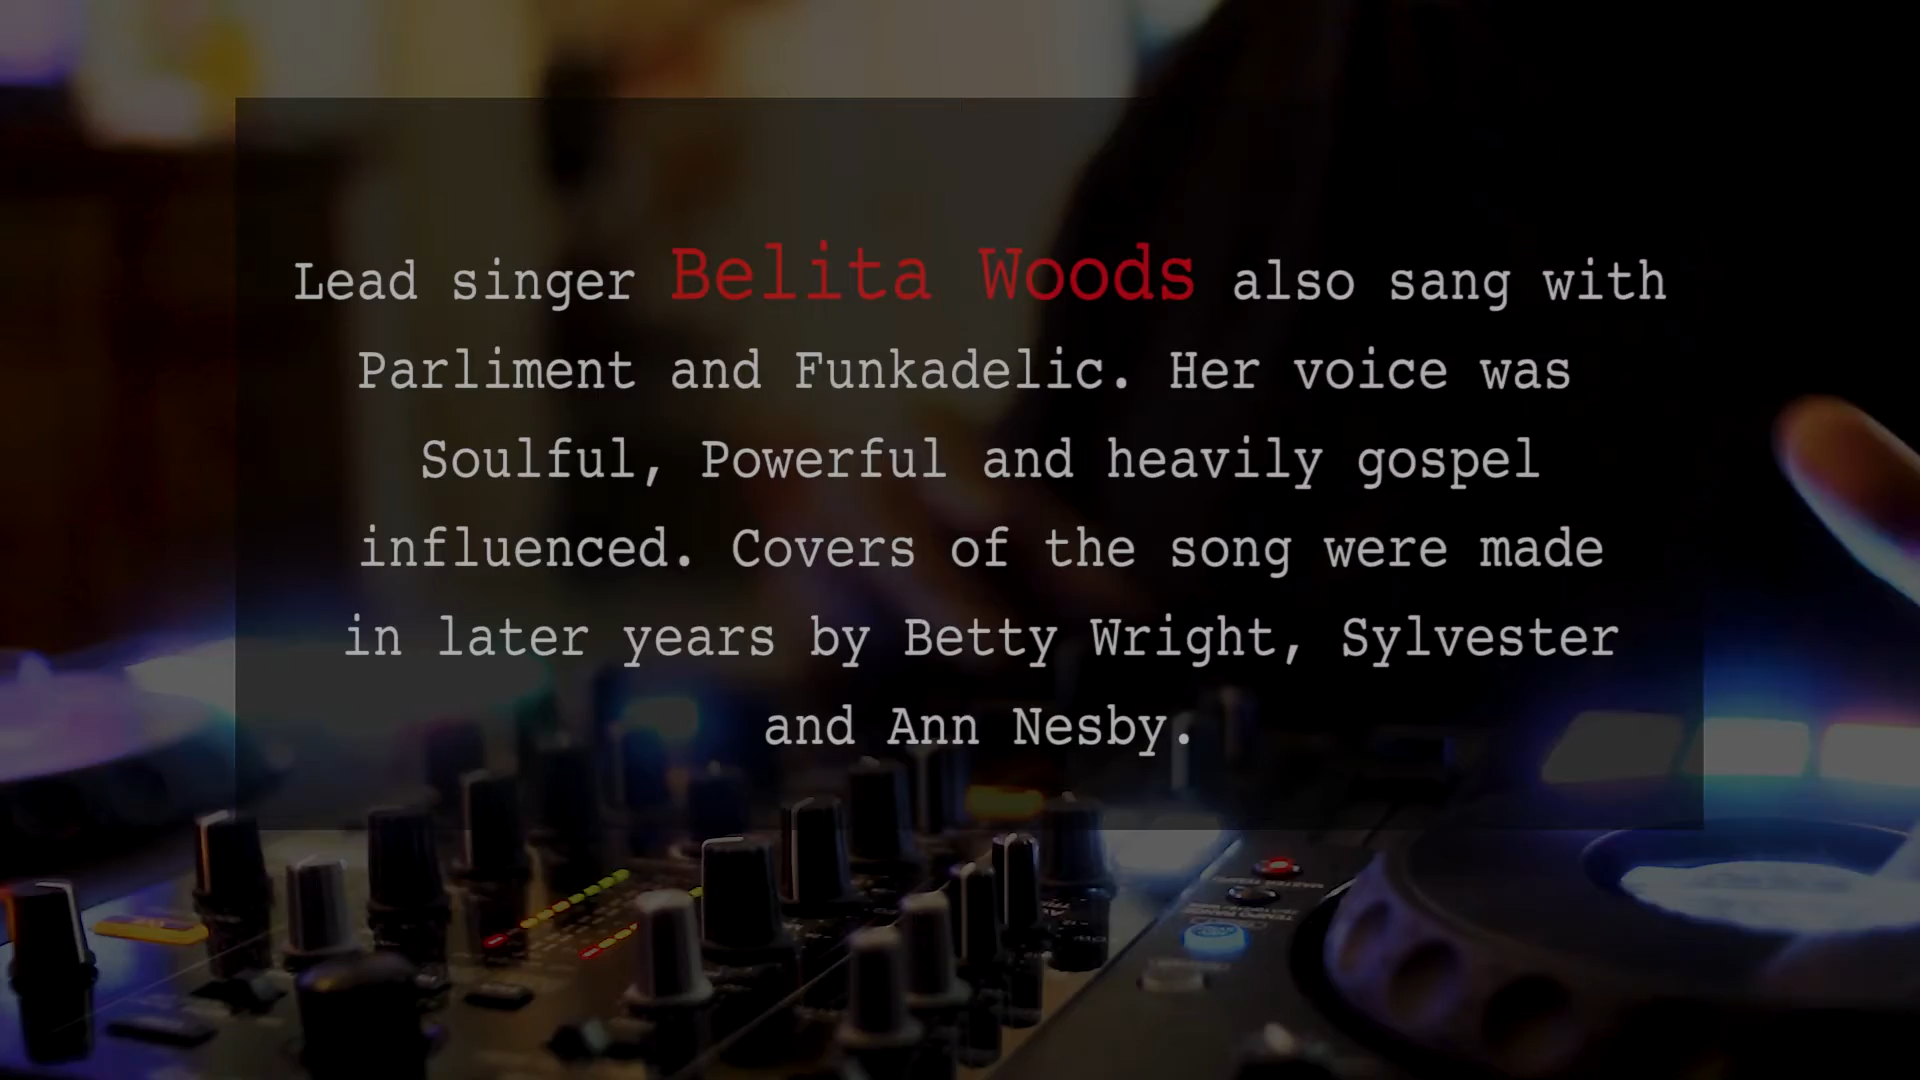 Lead singer Belita Woods also sang with
Parliment and Funkadelic. Her voice was
Soulful, Powerful and heavily gospel
influenced. Covers of the song were made
in later years by Betty Wright, Sylvester
and Ann Nesby.